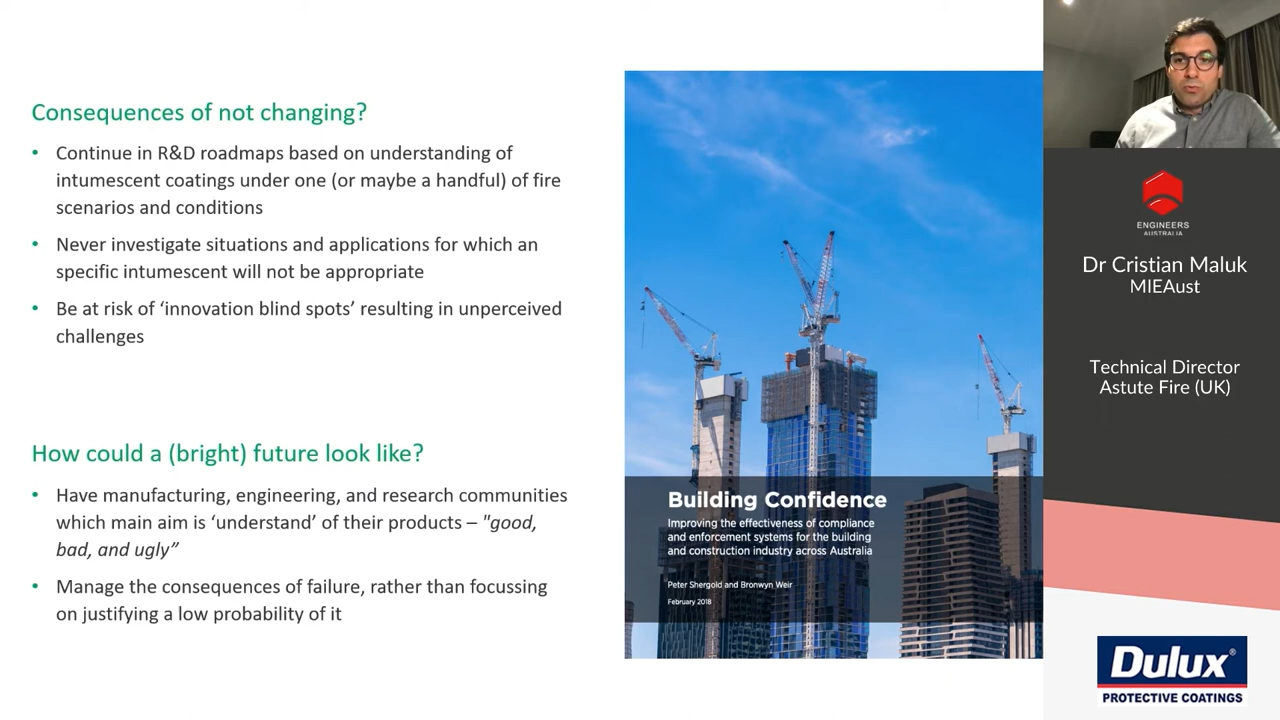 Consequences of not changing?
• Continue in R&D roadmaps based on understanding of
intumescent coatings under one (or maybe a handful) of fire
scenarios and conditions
• Never investigate situations and applications for which an
specific intumescent will not be appropriate
• Be at risk of ‘innovation blind spots’ resulting in unperceived
challenges
How could a (bright) future look like?
• Have manufacturing, engineering, and research communities
which main aim is ‘understand’ of their products – "good,
bad, and ugly”
• Manage the consequences of failure, rather than focussing
on justifying a low probability of it
Building Confidence
Improving the effectiveness of compliance
and enforcement systems for the building
and construction industry across Australia
Peter Shergold and Bronwyn Weir
February 2018
ENGINEERS
AUSTRALIA
Dr Cristian Maluk
MIEAust
Technical Director
Astute Fire (UK)
Dulux®
PROTECTIVE COATINGS